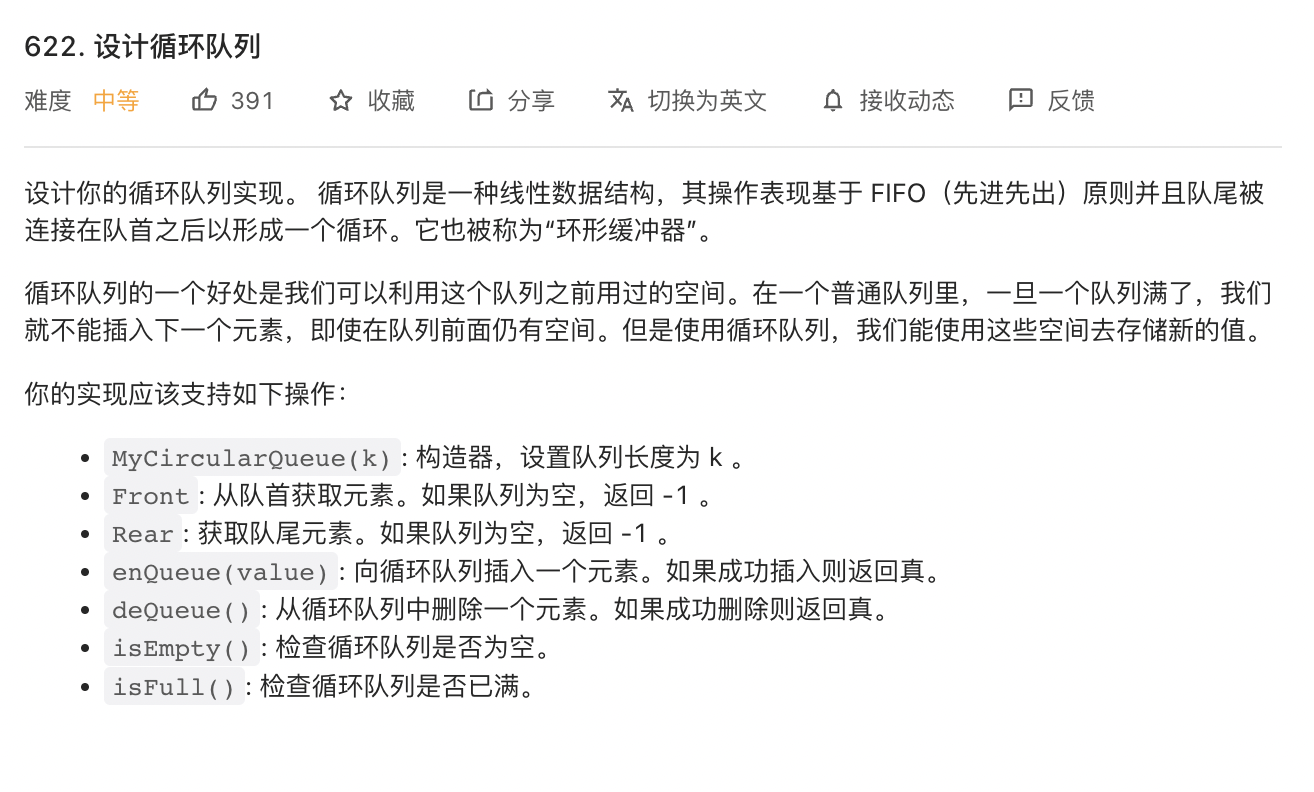 622. 设计循环队列
难度 中等 391 收藏 分享 切换为英文 接收动态 反馈
设计你的循环队列实现。 循环队列是一种线性数据结构，其操作表现基于 FIFO（先进先出）原则并且队尾被
连接在队首之后以形成一个循环。它也被称为“环形缓冲器”。
循环队列的一个好处是我们可以利用这个队列之前用过的空间。在一个普通队列里，一旦一个队列满了，我们
就不能插入下一个元素，即使在队列前面仍有空间。但是使用循环队列，我们能使用这些空间去存储新的值。
你的实现应该支持如下操作：
• MyCircularQueue(k): 构造器，设置队列长度为 k 。
• Front: 从队首获取元素。如果队列为空，返回 -1 。
• Rear: 获取队尾元素。如果队列为空，返回 -1 。
• enQueue(value): 向循环队列插入一个元素。如果成功插入则返回真。
• deQueue(): 从循环队列中删除一个元素。如果成功删除则返回真。
• isEmpty(): 检查循环队列是否为空。
• isFull(): 检查循环队列是否已满。